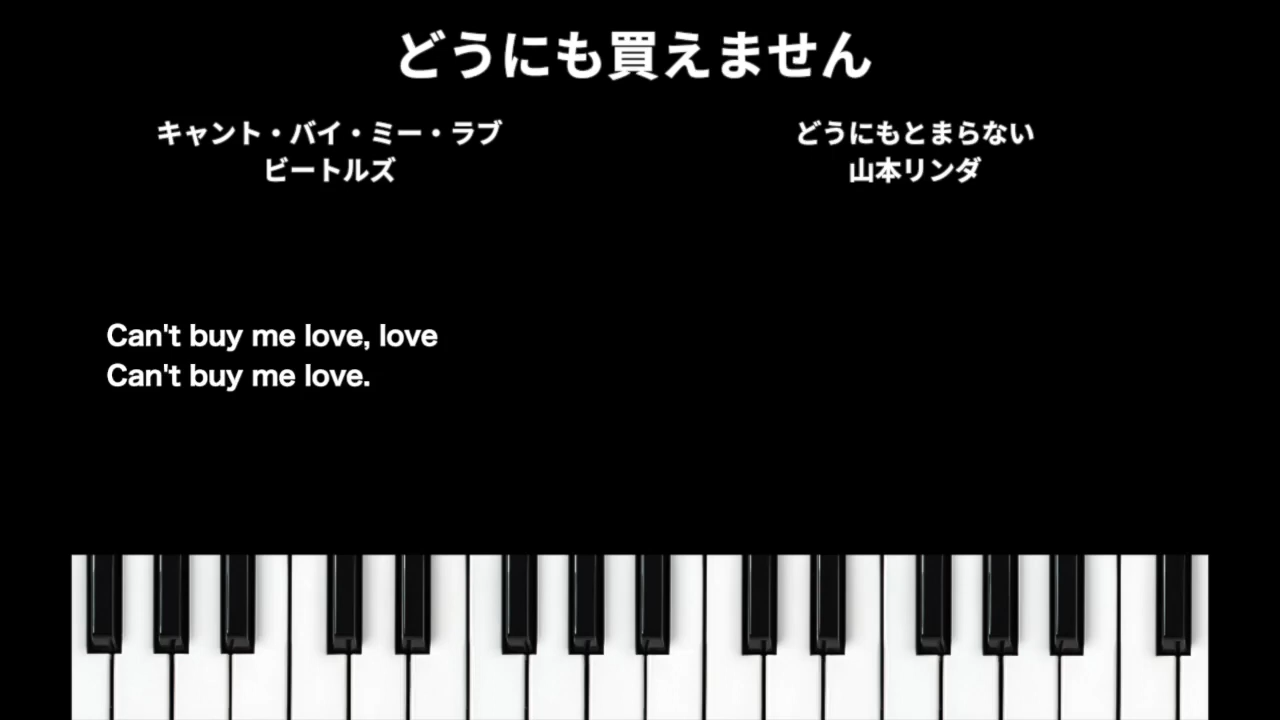 どうにも買えません
キャント・バイ・ミー・ラブ
ビートルズ
どうにもとまらない
山本リンダ
Can't buy me love, love
Can't buy me love.